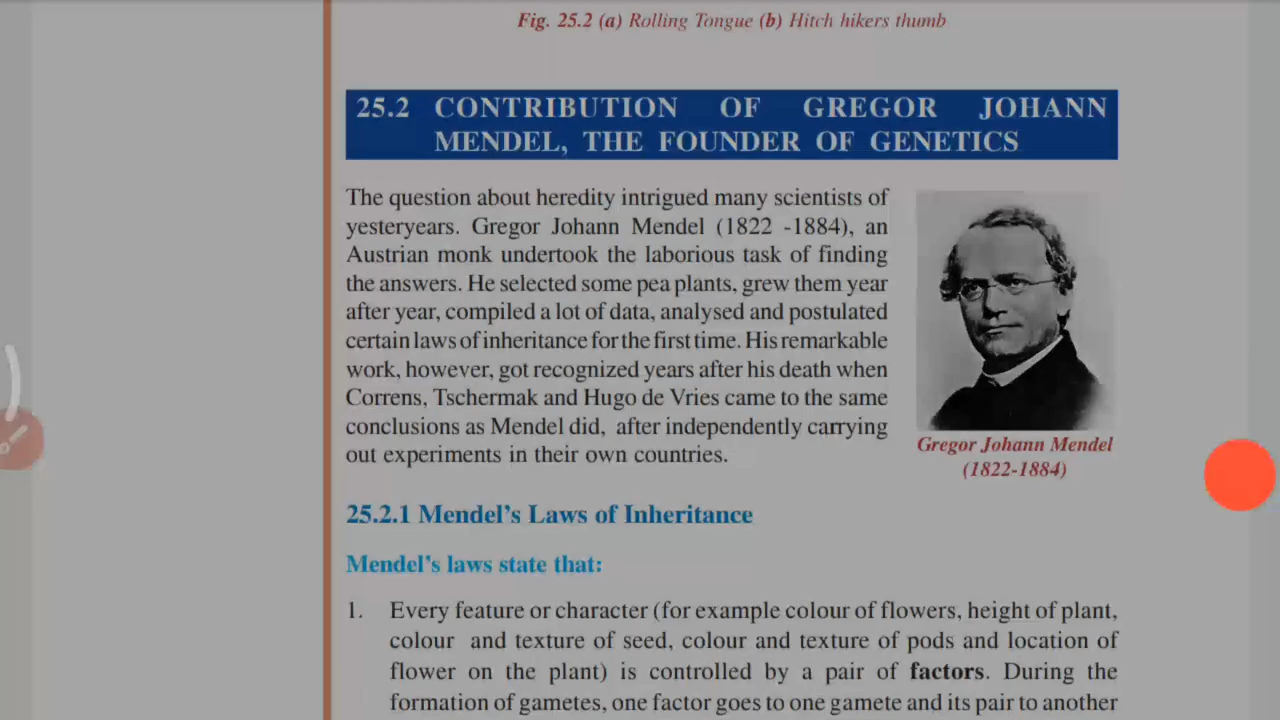 Fig. 25.2 (a) Rolling Tongue (b) Hitch hikers thumb
25.2 CONTRIBUTION OF GREGOR JOHANN
MENDEL, THE FOUNDER OF GENETICS
The question about heredity intrigued many scientists of
yesteryears. Gregor Johann Mendel (1822 -1884), an
Austrian monk undertook the laborious task of finding
the answers. He selected some pea plants, grew them year
after year, compiled a lot of data, analysed and postulated
certain laws of inheritance for the first time. His remarkable
work, however, got recognized years after his death when
Correns, Tschermak and Hugo de Vries came to the same
conclusions as Mendel did, after independently carrying
out experiments in their own countries.
Gregor Johann Mendel
(1822-1884)
25.2.1 Mendel’s Laws of Inheritance
Mendel’s laws state that:
1. Every feature or character (for example colour of flowers, height of plant,
colour and texture of seed, colour and texture of pods and location of
flower on the plant) is controlled by a pair of factors. During the
formation of gametes, one factor goes to one gamete and its pair to another